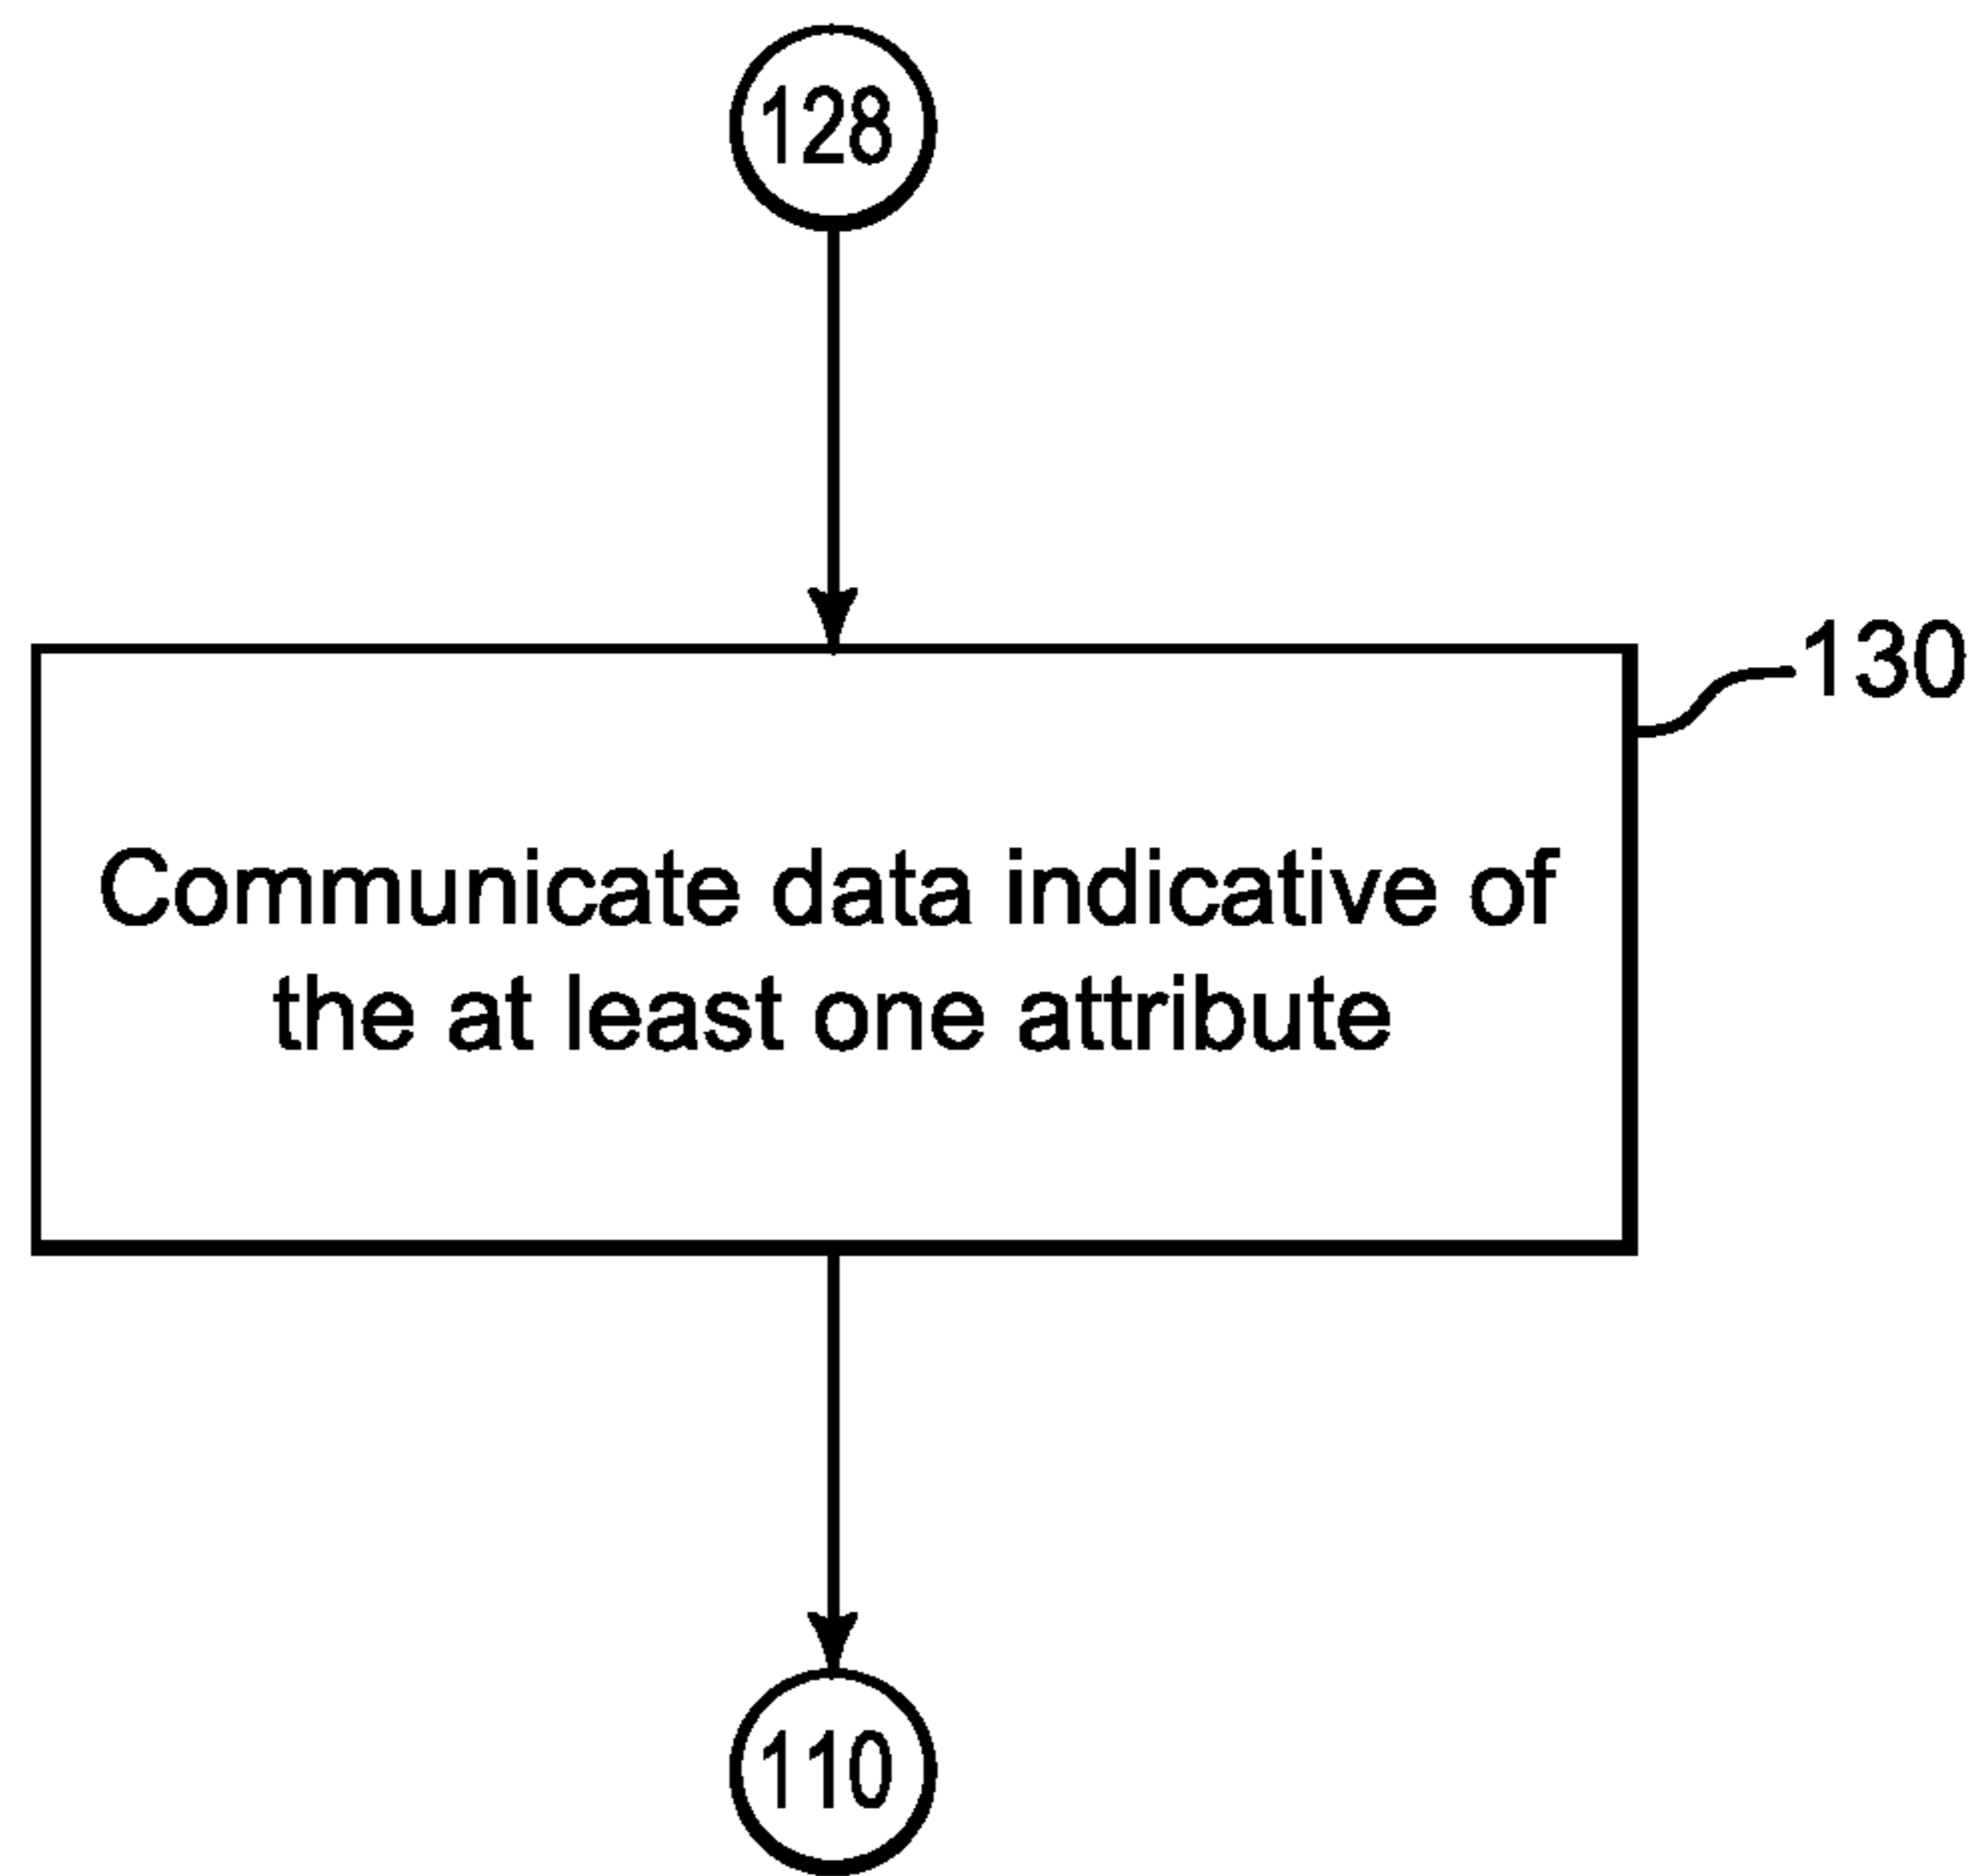 128
130
Communicate data indicative of
the at least one attribute
110